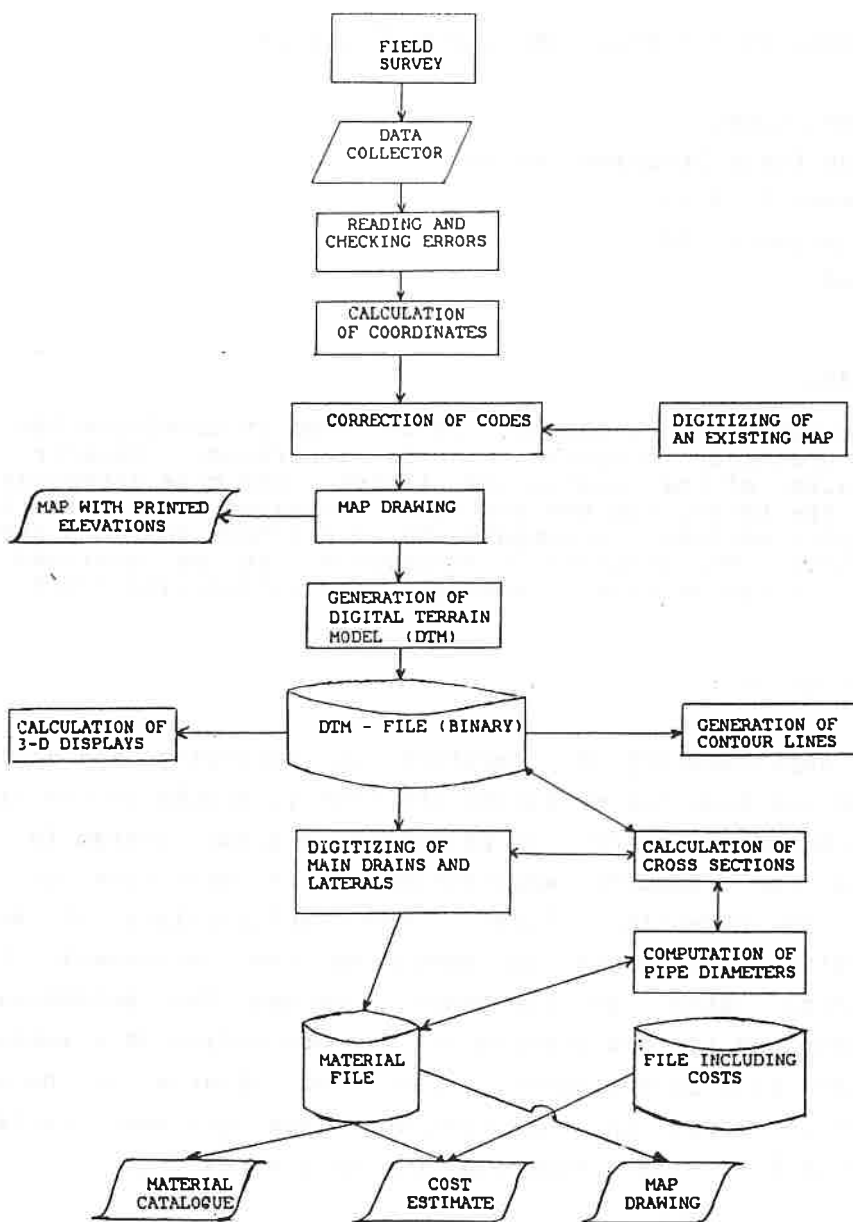 FIELD
SURVEY
DATA
COLLECTOR
READING AND
CHECKING ERRORS
CALCULATION
OF COORDINATES
CORRECTION OF CODES
DIGITIZING OF
AN EXISTING MAP
MAP WITH PRINTED
ELEVATIONS
MAP DRAWING
GENERATION OF
DIGITAL TERRAIN
MODEL (DTM)
CALCULATION OF
3-D DISPLAYS
DTM - FILE (BINARY)
GENERATION OF
CONTOUR LINES
DIGITIZING OF
MAIN DRAINS AND
LATERALS
CALCULATION OF
CROSS SECTIONS
COMPUTATION OF
PIPE DIAMETERS
MATERIAL
FILE
FILE INCLUDING
COSTS
MATERIAL
CATALOGUE
COST
ESTIMATE
MAP
DRAWING